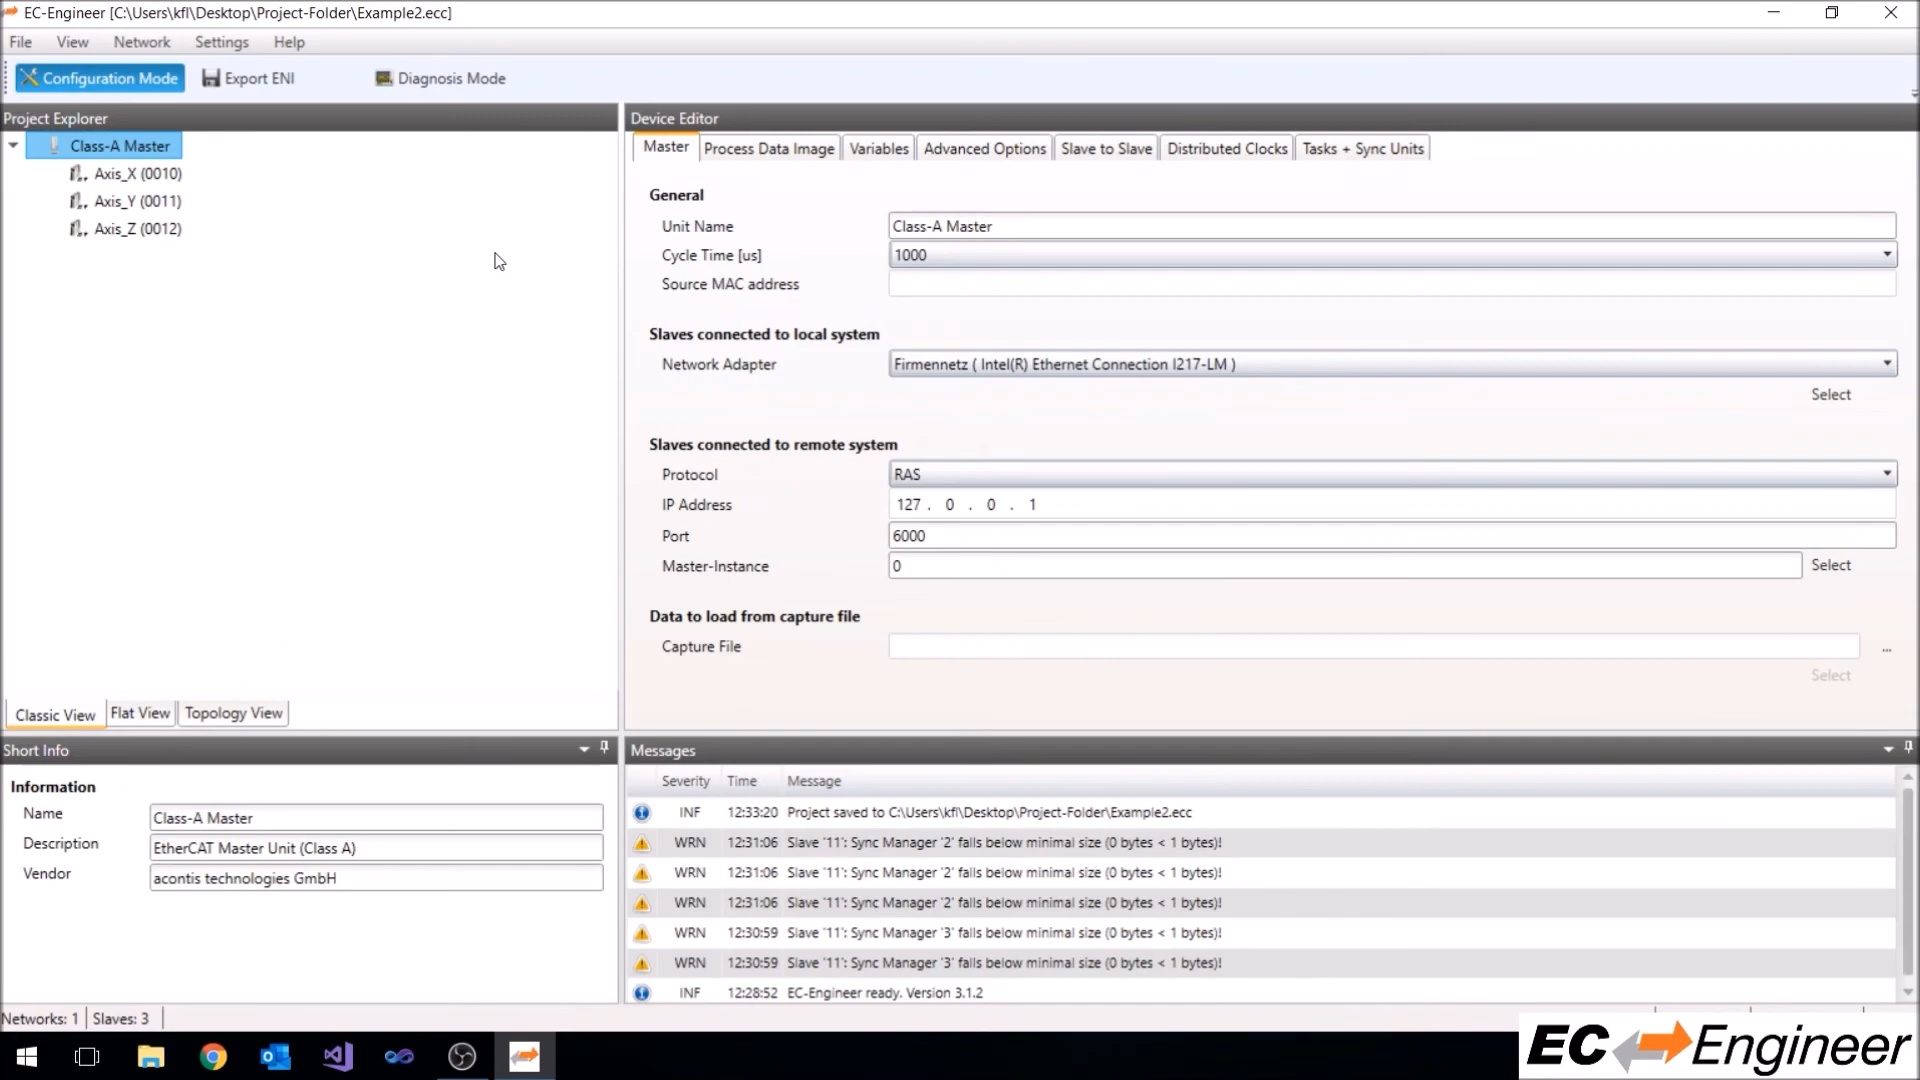 EC-Engineer [C:\Users\kfl\Desktop\Project-Folder\Example2.ecc]
File View Network Settings Help
Configuration Mode Export ENI Diagnosis Mode
Project Explorer
Class-A Master
Axis_X (0010)
Axis_Y (0011)
Axis_Z (0012)
Classic View Flat View Topology View
Device Editor
Master Process Data Image Variables Advanced Options Slave to Slave Distributed Clocks Tasks + Sync Units
General
Unit Name Class-A Master
Cycle Time [us] 1000
Source MAC address
Slaves connected to local system
Network Adapter Firmennetz ( Intel(R) Ethernet Connection I217-LM )
Select
Slaves connected to remote system
Protocol RAS
IP Address 127 . 0 . 0 . 1
Port 6000
Master-Instance 0 Select
Data to load from capture file
Capture File ...
Select
Short Info
Information
Name Class-A Master
Description EtherCAT Master Unit (Class A)
Vendor acontis technologies GmbH
Messages
Severity Time Message
INF 12:33:20 Project saved to C:\Users\kfl\Desktop\Project-Folder\Example2.ecc
WRN 12:31:06 Slave '11': Sync Manager '2' falls below minimal size (0 bytes < 1 bytes)!
WRN 12:31:06 Slave '11': Sync Manager '2' falls below minimal size (0 bytes < 1 bytes)!
WRN 12:31:06 Slave '11': Sync Manager '2' falls below minimal size (0 bytes < 1 bytes)!
WRN 12:30:59 Slave '11': Sync Manager '3' falls below minimal size (0 bytes < 1 bytes)!
WRN 12:30:59 Slave '11': Sync Manager '3' falls below minimal size (0 bytes < 1 bytes)!
INF 12:28:52 EC-Engineer ready. Version 3.1.2
Networks: 1 Slaves: 3
EC Engineer